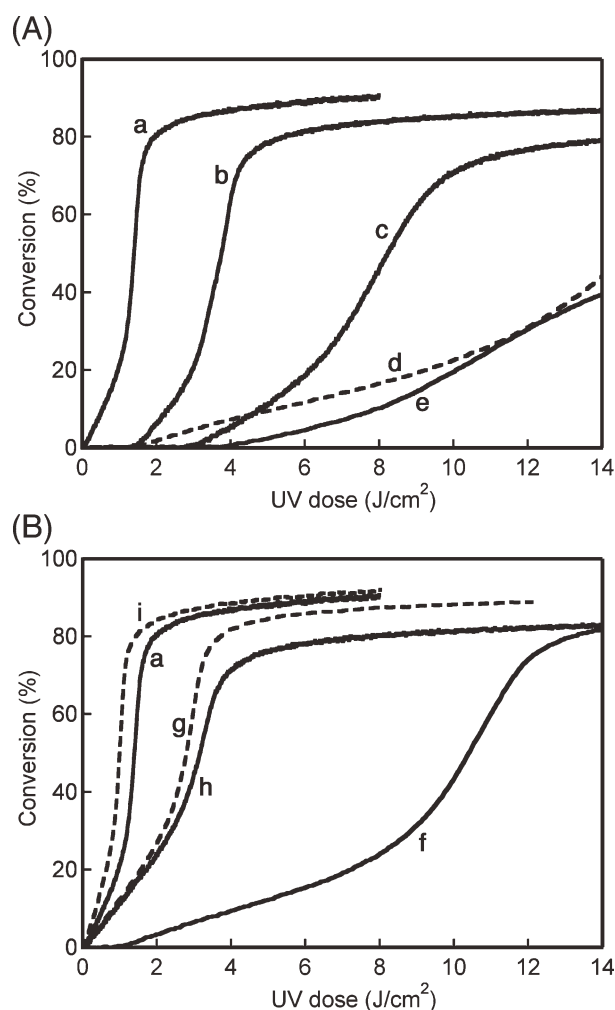 (A)
100
80
60
40
20
0
Conversion (%)
a
b
c
d
e
0 2 4 6 8 10 12 14
UV dose (J/cm²)
(B)
100
80
60
40
20
0
Conversion (%)
i
a
g
h
f
0 2 4 6 8 10 12 14
UV dose (J/cm²)